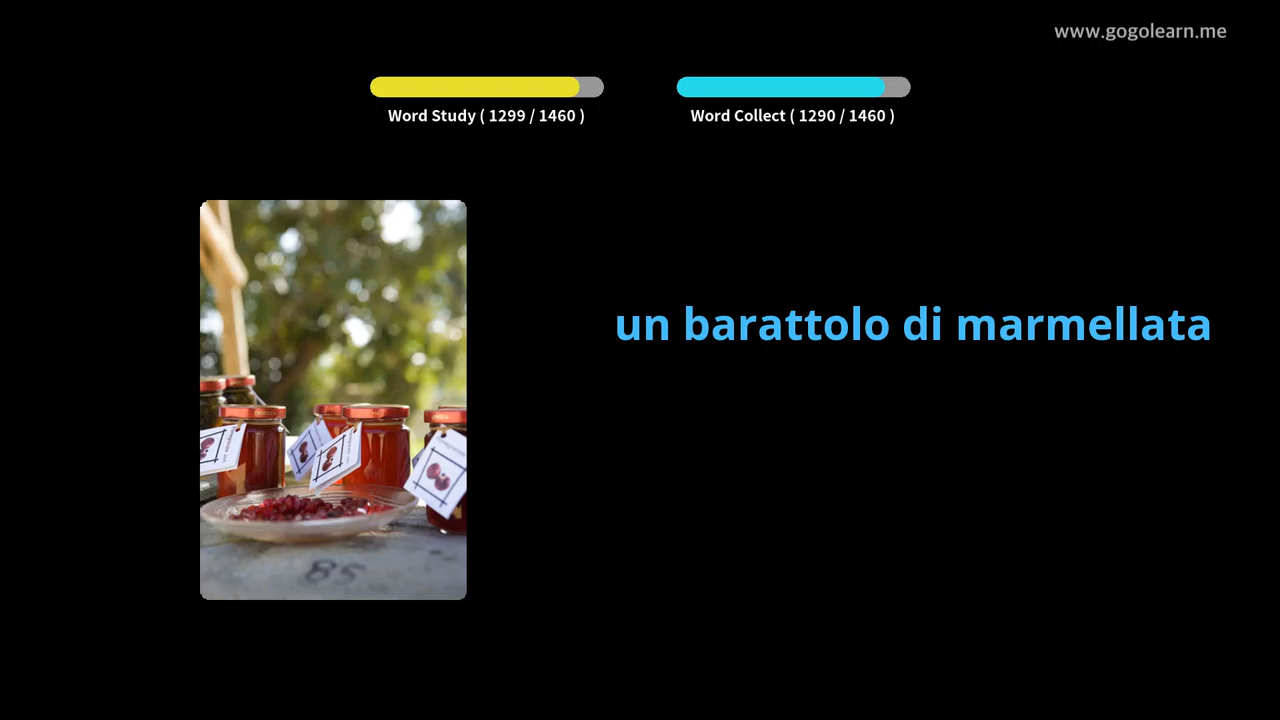 www.gogolearn.me
Word Study ( 1299 / 1460 )
Word Collect ( 1290 / 1460 )
un barattolo di marmellata
85